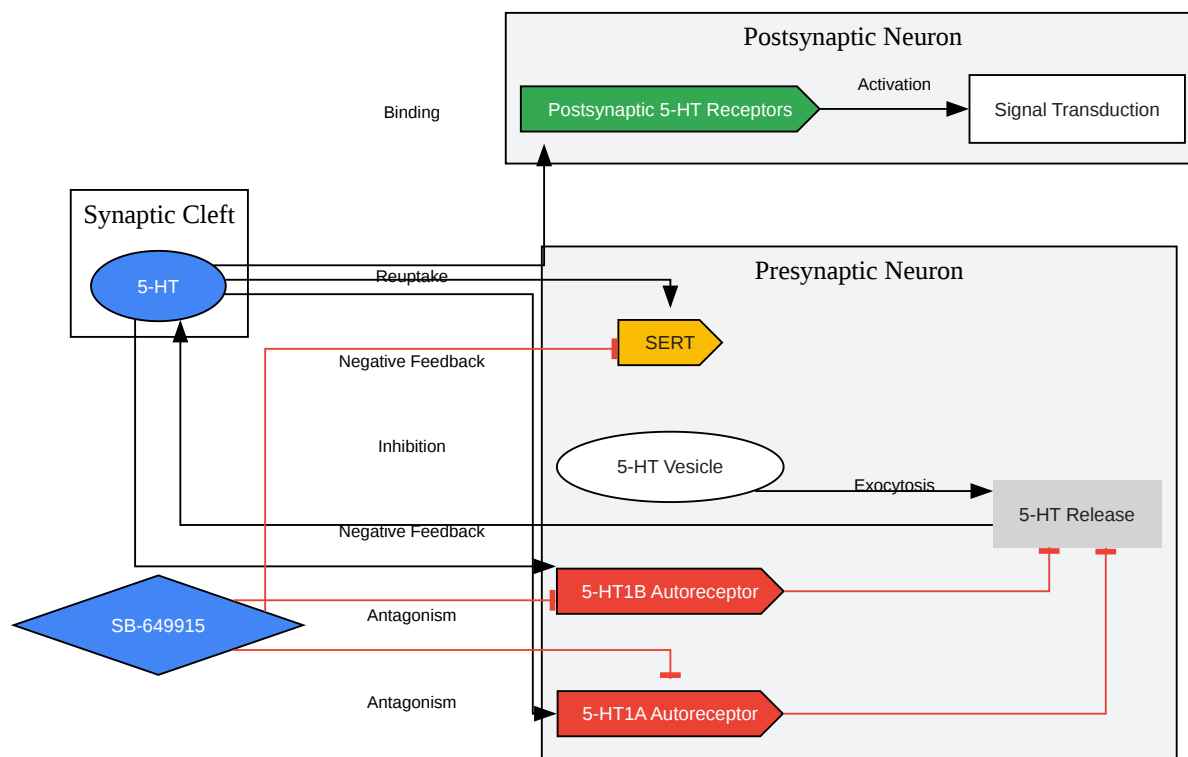 Postsynaptic Neuron
Activation
Postsynaptic 5-HT Receptors
Signal Transduction
Binding
Synaptic Cleft
5-HT
Presynaptic Neuron
Reuptake
SERT
Negative Feedback
Inhibition
5-HT Vesicle
Exocytosis
5-HT Release
Negative Feedback
5-HT1B Autoreceptor
Antagonism
SB-649915
Antagonism
5-HT1A Autoreceptor